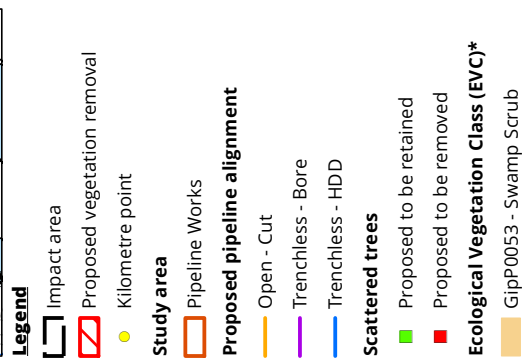 Legend
Impact area
Proposed vegetation removal
Kilometre point
Study area
Pipeline Works
Proposed pipeline alignment
Open - Cut
Trenchless - Bore
Trenchless - HDD
Scattered trees
Proposed to be retained
Proposed to be removed
Ecological Vegetation Class (EVC)*
GipP0053 - Swamp Scrub